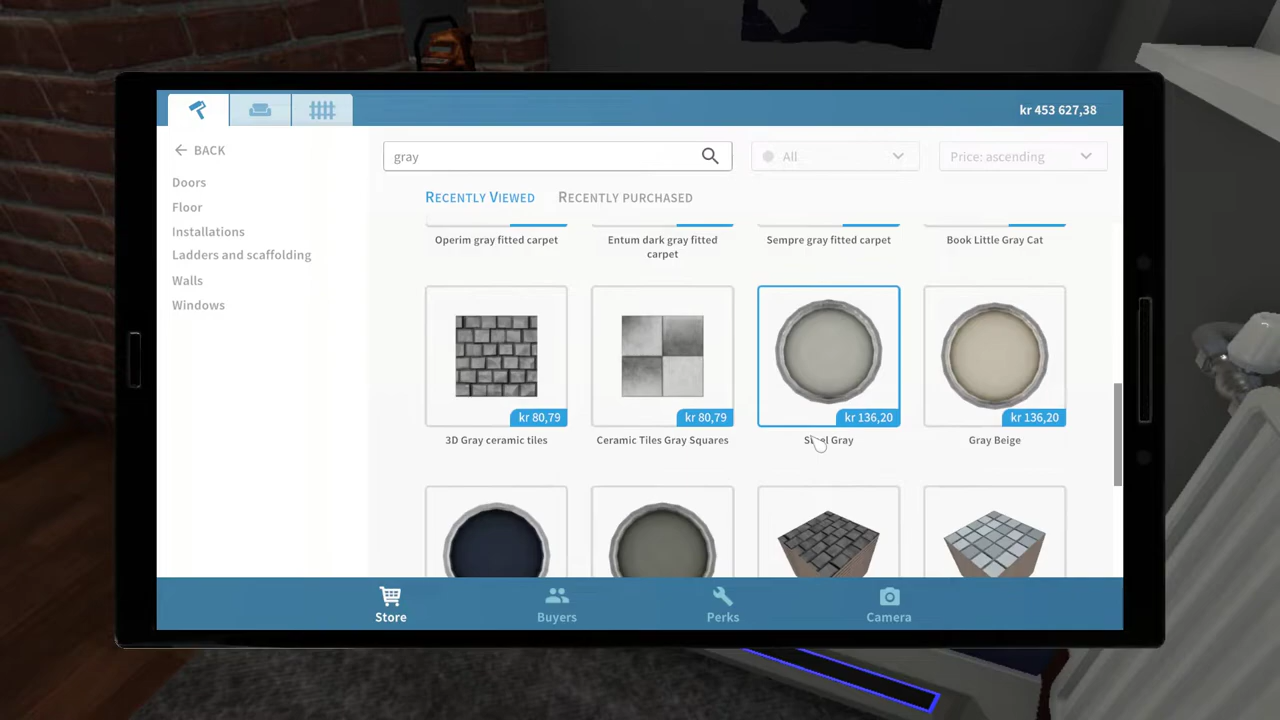 kr 453 627,38
BACK
gray
All
Price: ascending
Doors
Floor
Installations
Ladders and scaffolding
Walls
Windows
RECENTLY VIEWED
RECENTLY PURCHASED
Operim gray fitted carpet
Entum dark gray fitted
carpet
Sempre gray fitted carpet
Book Little Gray Cat
kr 80,79
kr 80,79
kr 136,20
kr 136,20
3D Gray ceramic tiles
Ceramic Tiles Gray Squares
Gray
Gray Beige
Store
Buyers
Perks
Camera